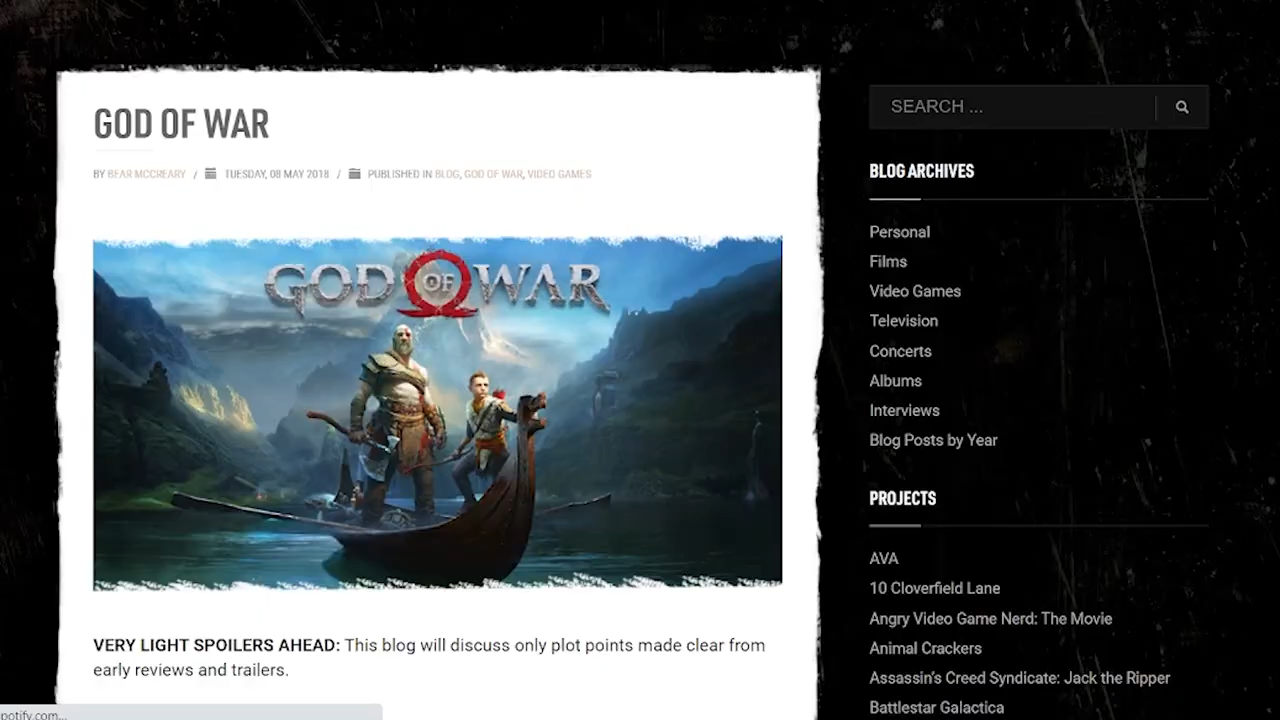 GOD OF WAR
BY BEAR MCCREARY / TUESDAY, 08 MAY 2018 / PUBLISHED IN BLOG, GOD OF WAR, VIDEO GAMES
GOD OF WAR
VERY LIGHT SPOILERS AHEAD: This blog will discuss only plot points made clear from
early reviews and trailers.
potify.com...
SEARCH ...
BLOG ARCHIVES
Personal
Films
Video Games
Television
Concerts
Albums
Interviews
Blog Posts by Year
PROJECTS
AVA
10 Cloverfield Lane
Angry Video Game Nerd: The Movie
Animal Crackers
Assassin's Creed Syndicate: Jack the Ripper
Battlestar Galactica